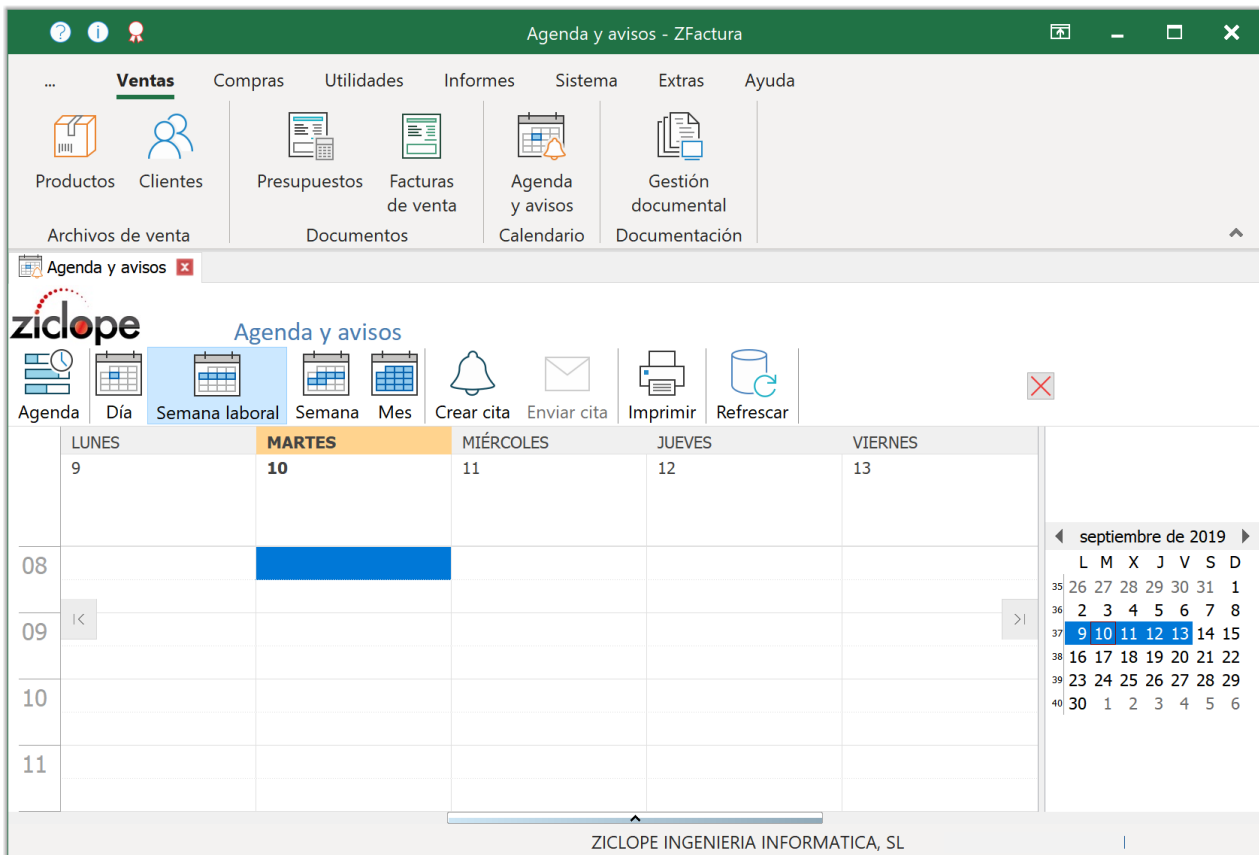 Agenda y avisos - ZFactura
... Ventas Compras Utilidades Informes Sistema Extras Ayuda
Productos Clientes Presupuestos Facturas de venta Agenda y avisos Gestión documental
Archivos de venta Documentos Calendario Documentación
Agenda y avisos
ziclope
Agenda y avisos
Agenda Día Semana laboral Semana Mes Crear cita Enviar cita Imprimir Refrescar
LUNES MARTES MIÉRCOLES JUEVES VIERNES
9 10 11 12 13
08
09
10
11
septiembre de 2019
L M X J V S D
35 26 27 28 29 30 31 1
36 2 3 4 5 6 7 8
37 9 10 11 12 13 14 15
38 16 17 18 19 20 21 22
39 23 24 25 26 27 28 29
40 30 1 2 3 4 5 6
ZICLOPE INGENIERIA INFORMATICA, SL